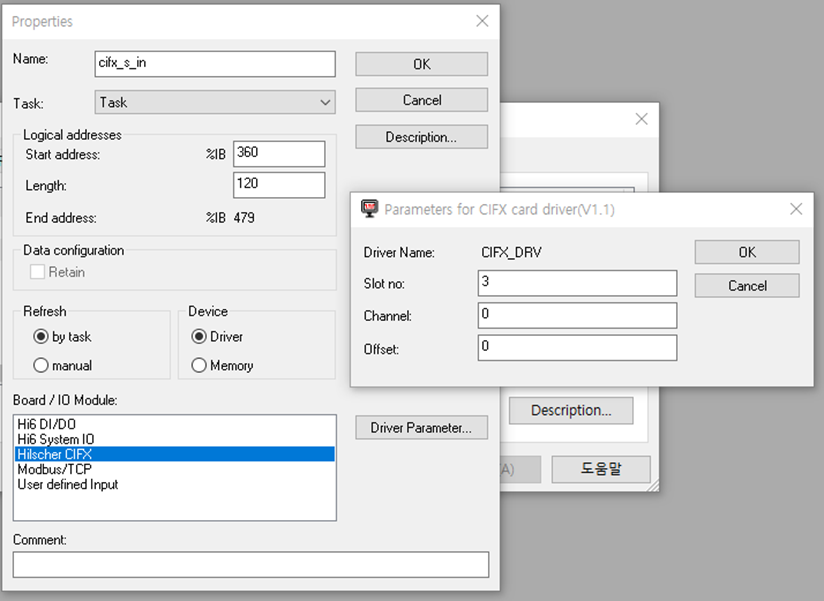 Properties
Name:
cifx_s_in
OK
Task:
Task
Cancel
Logical addresses
Description...
Start address:
%IB
360
Length:
120
End address:
%IB 479
Data configuration
Retain
Refresh
by task
manual
Device
Driver
Memory
Board / IO Module:
Hi6 DI/DO
Hi6 System IO
Hilscher CIFX
Modbus/TCP
User defined Input
Driver Parameter...
Comment:
Parameters for CIFX card driver(V1.1)
Driver Name:
CIFX_DRV
OK
Slot no:
3
Cancel
Channel:
0
Offset:
0
Description...
A)
도움말